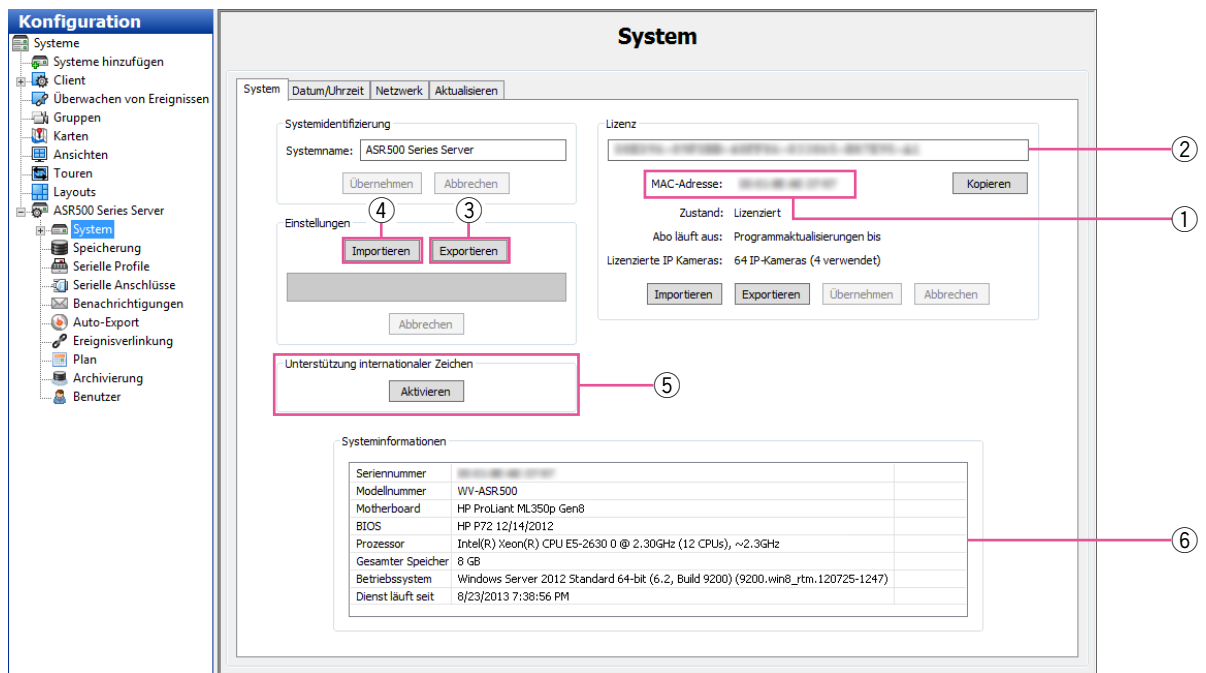 Konfiguration
Systeme
Systeme hinzufügen
Client
Überwachen von Ereignissen
Gruppen
Karten
Ansichten
Touren
Layouts
ASR500 Series Server
System
Speicherung
Serielle Profile
Serielle Anschlüsse
Benachrichtigungen
Auto-Export
Ereignisverlinkung
Plan
Archivierung
Benutzer
System
System Datum/Uhrzeit Netzwerk Aktualisieren
Systemidentifizierung
Systemname: ASR500 Series Server
Übernehmen Abbrechen
Einstellungen
④ ③
Importieren Exportieren
Abbrechen
Unterstützung internationaler Zeichen
Aktivieren
⑤
Lizenz
②
MAC-Adresse:
Kopieren
①
Zustand: Lizenziert
Abo läuft aus: Programmaktualisierungen bis
Lizenzierte IP Kameras: 64 IP-Kameras (4 verwendet)
Importieren Exportieren Übernehmen Abbrechen
Systeminformationen
Seriennummer
Modellnummer WV-ASR500
Motherboard HP ProLiant ML350p Gen8
BIOS HP P72 12/14/2012
Prozessor Intel(R) Xeon(R) CPU E5-2630 0 @ 2.30GHz (12 CPUs), ~2.3GHz
Gesamter Speicher 8 GB
Betriebssystem Windows Server 2012 Standard 64-bit (6.2, Build 9200) (9200.win8_rtm.120725-1247)
Dienst läuft seit 8/23/2013 7:38:56 PM
⑥